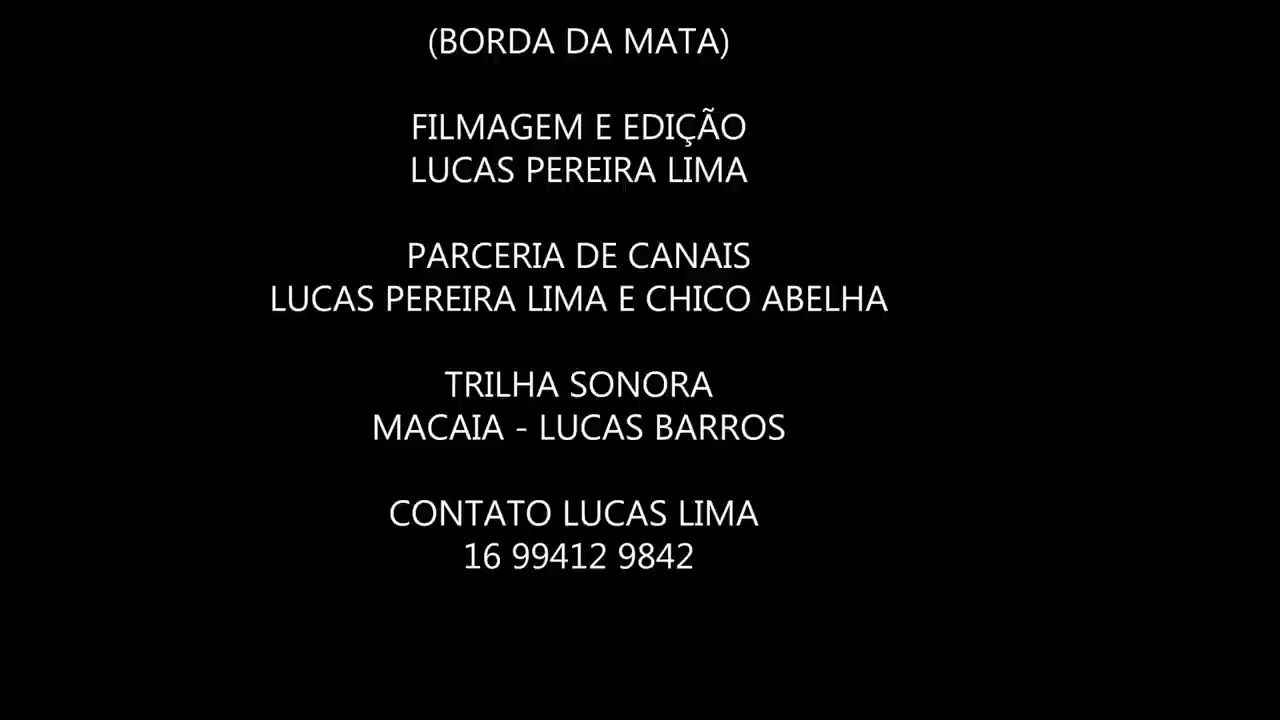 (BORDA DA MATA)
FILMAGEM E EDIÇÃO
LUCAS PEREIRA LIMA
PARCERIA DE CANAIS
LUCAS PEREIRA LIMA E CHICO ABELHA
TRILHA SONORA
MACAIA - LUCAS BARROS
CONTATO LUCAS LIMA
16 99412 9842